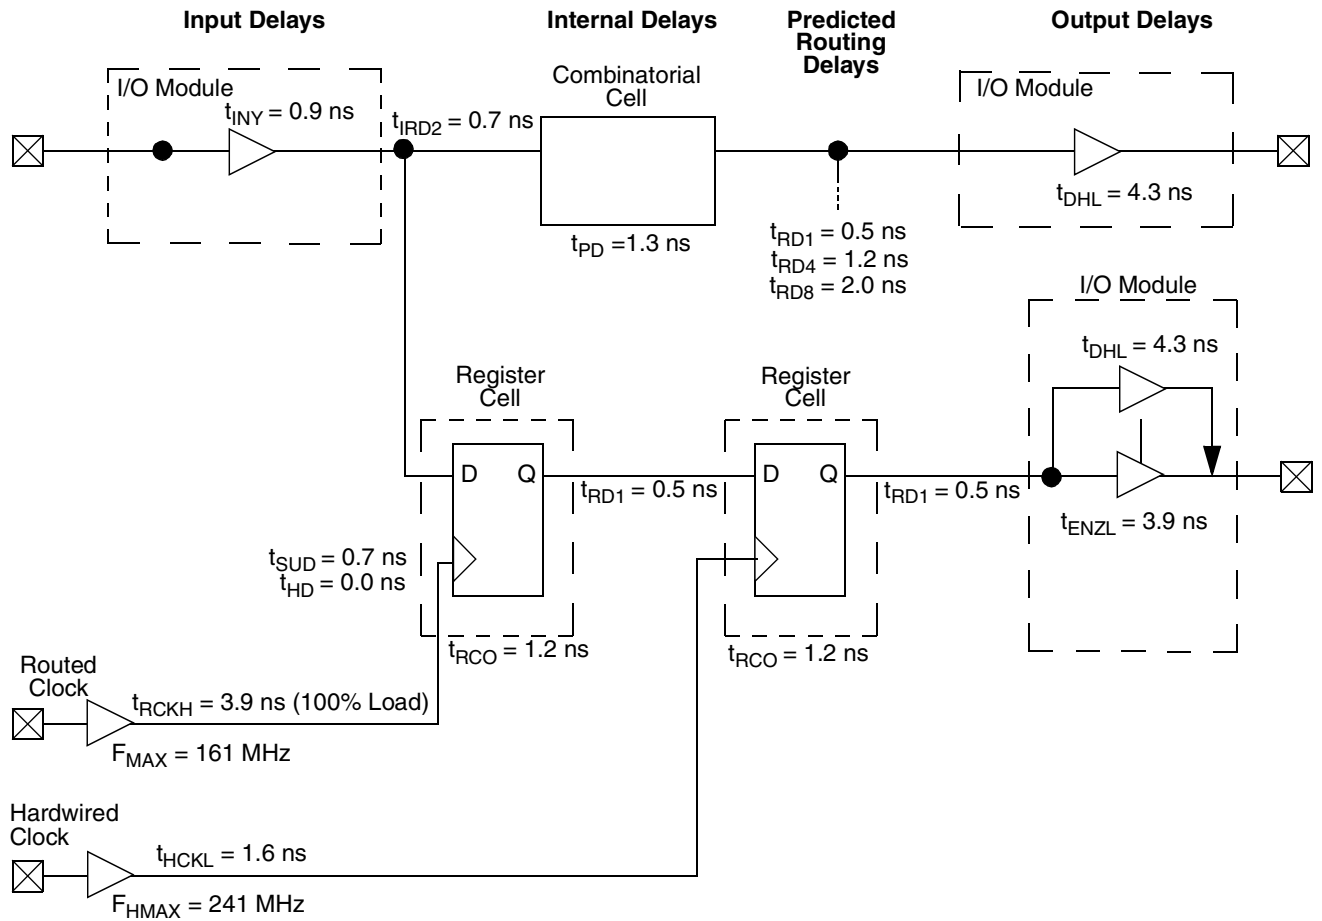 Input Delays
Internal Delays
Predicted
Routing
Delays
Output Delays
I/O Module
tINY = 0.9 ns
tIRD2 = 0.7 ns
Combinatorial
Cell
tPD =1.3 ns
tRD1 = 0.5 ns
tRD4 = 1.2 ns
tRD8 = 2.0 ns
I/O Module
tDHL = 4.3 ns
I/O Module
tDHL = 4.3 ns
tENZL = 3.9 ns
Register
Cell
D Q
tRD1 = 0.5 ns
Register
Cell
D Q
tRD1 = 0.5 ns
tSUD = 0.7 ns
tHD = 0.0 ns
tRCO = 1.2 ns
tRCO = 1.2 ns
Routed
Clock
tRCKH = 3.9 ns (100% Load)
FMAX = 161 MHz
Hardwired
Clock
tHCKL = 1.6 ns
FHMAX = 241 MHz